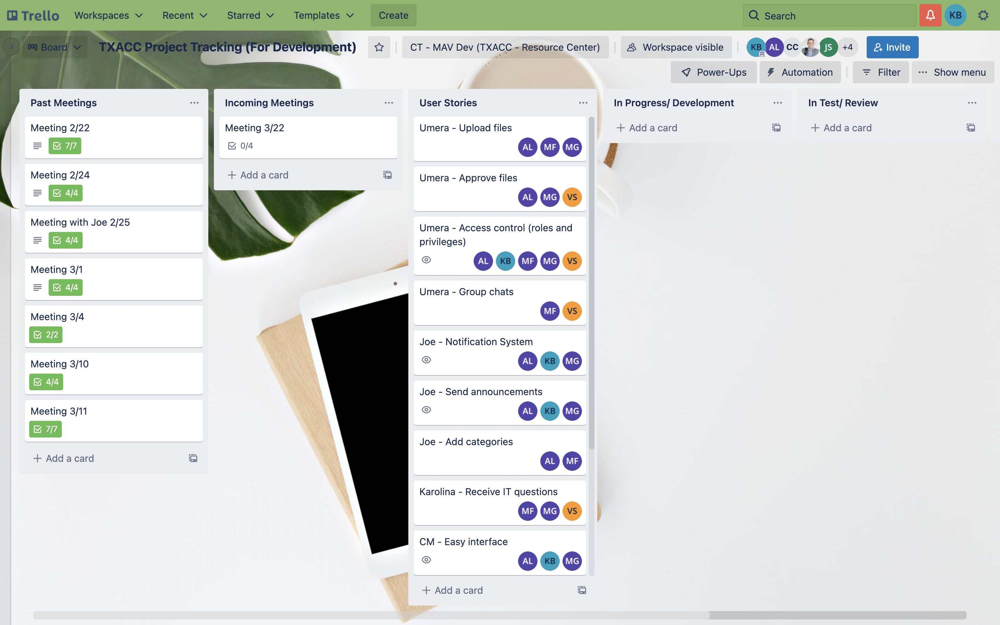 Trello
Workspaces
Recent
Starred
Templates
Create
Search
KB
Board
TXACC Project Tracking (For Development)
CT - MAV Dev (TXACC - Resource Center)
Workspace visible
KB AL CC JS +4
Invite
Power-Ups
Automation
Filter
Show menu
Past Meetings
Meeting 2/22
7/7
Meeting 2/24
4/4
Meeting with Joe 2/25
4/4
Meeting 3/1
4/4
Meeting 3/4
2/2
Meeting 3/10
4/4
Meeting 3/11
7/7
Add a card
Incoming Meetings
Meeting 3/22
0/4
Add a card
User Stories
Umera - Upload files
AL MF MG
Umera - Approve files
AL MG VS
Umera - Access control (roles and
privileges)
AL KB MF MG VS
Umera - Group chats
MF VS
Joe - Notification System
AL KB MG
Joe - Send announcements
AL KB MG
Joe - Add categories
AL MF
Karolina - Receive IT questions
MF MG VS
CM - Easy interface
AL KB MG
Add a card
In Progress/ Development
Add a card
In Test/ Review
Add a card